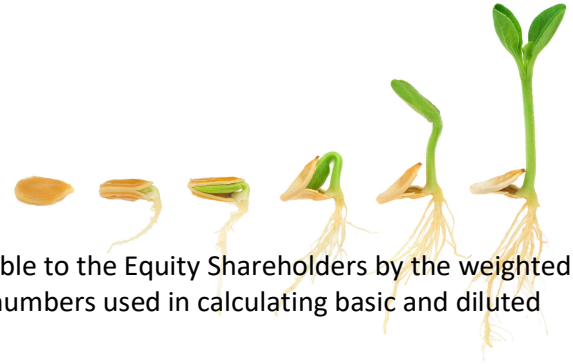 ble to the Equity Shareholders by the weighted
numbers used in calculating basic and diluted